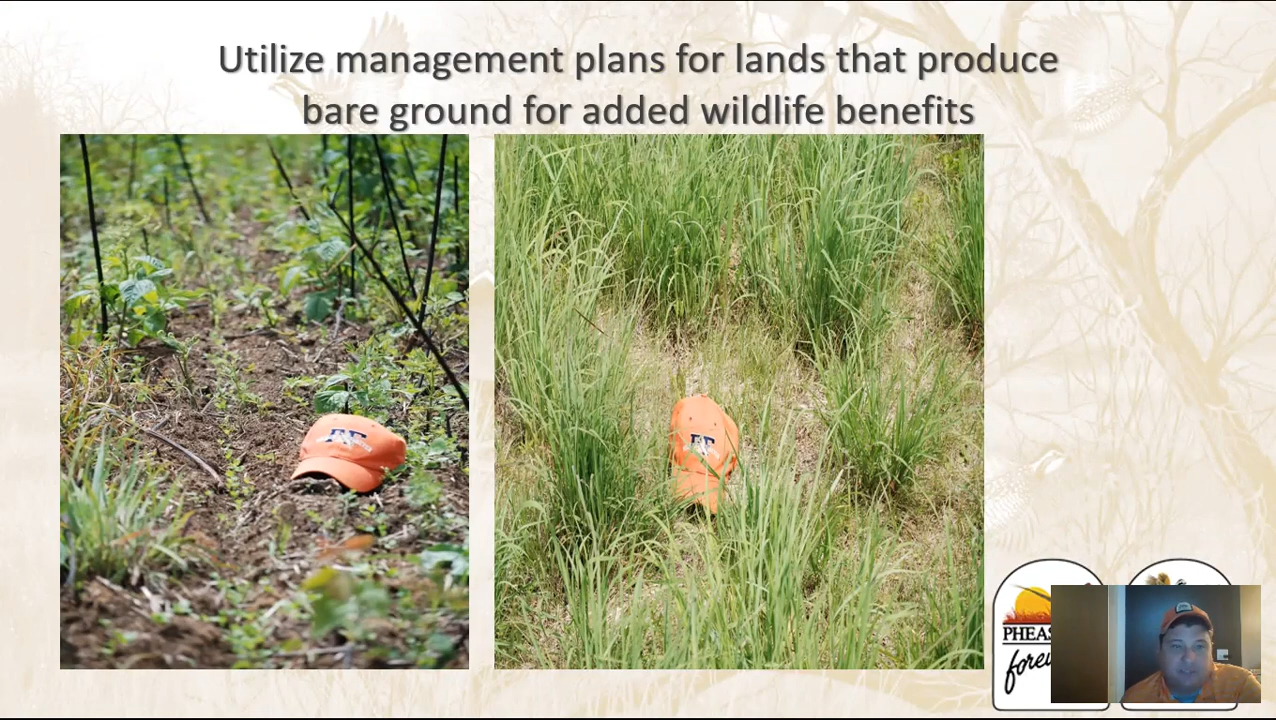 Utilize management plans for lands that produce
bare ground for added wildlife benefits